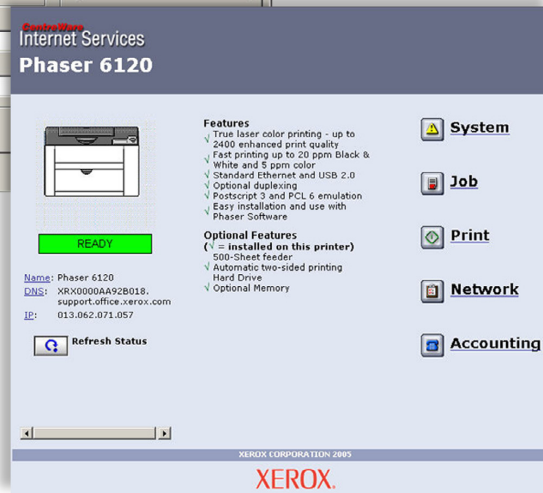 CentreWare
Internet Services
Phaser 6120
READY
Name: Phaser 6120
DNS: XRX0000AA92B018.
support.office.xerox.com
IP: 013.062.071.057
Refresh Status
Features
√ True laser color printing - up to
2400 enhanced print quality
√ Fast printing up to 20 ppm Black &
White and 5 ppm color
√ Standard Ethernet and USB 2.0
√ Optional duplexing
√ Postscript 3 and PCL 6 emulation
√ Easy installation and use with
Phaser Software
Optional Features
(√ = installed on this printer)
500-Sheet feeder
√ Automatic two-sided printing
Hard Drive
√ Optional Memory
System
Job
Print
Network
Accounting
XEROX CORPORATION 2005
XEROX.